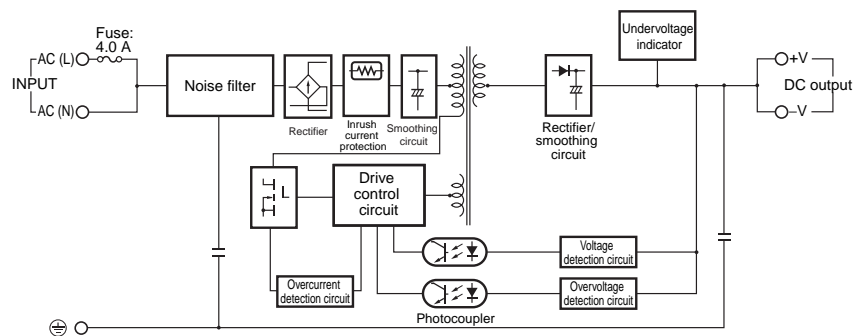 Fuse:
4.0 A
AC (L)
INPUT
AC (N)
Noise filter
Rectifier
Inrush
current
protection
Smoothing
circuit
Rectifier/
smoothing
circuit
Undervoltage
indicator
+V
DC output
–V
Drive
control
circuit
Overcurrent
detection circuit
Voltage
detection circuit
Overvoltage
detection circuit
Photocoupler